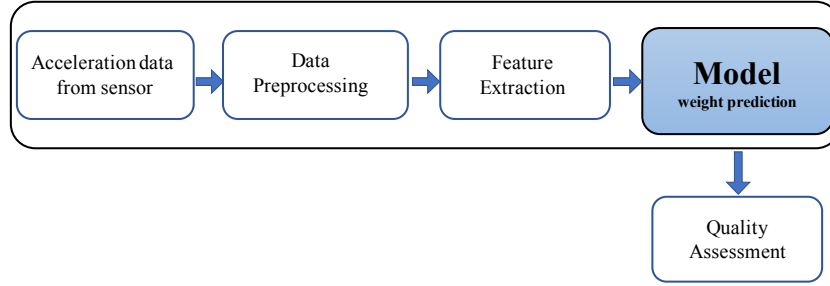 Acceleration data
from sensor
Data
Preprocessing
Feature
Extraction
Model
weight prediction
Quality
Assessment